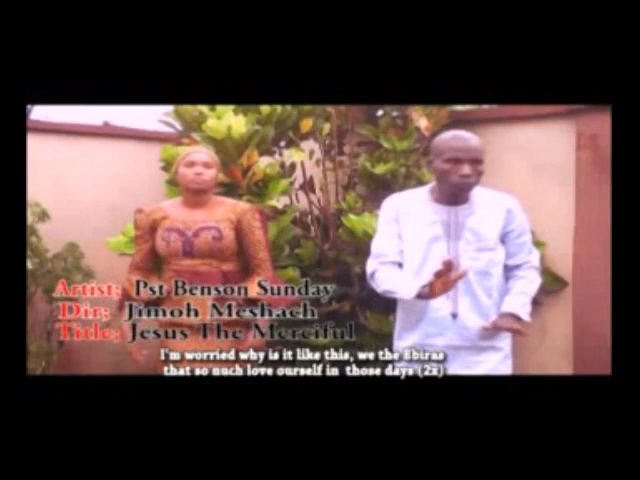 Artist; Pst Benson Sunday
Dir; Jimoh Meshach
Title; Jesus The Merciful
I'm worried why is it like this, we the Ebiras
that so much love ourself in those days (2x)